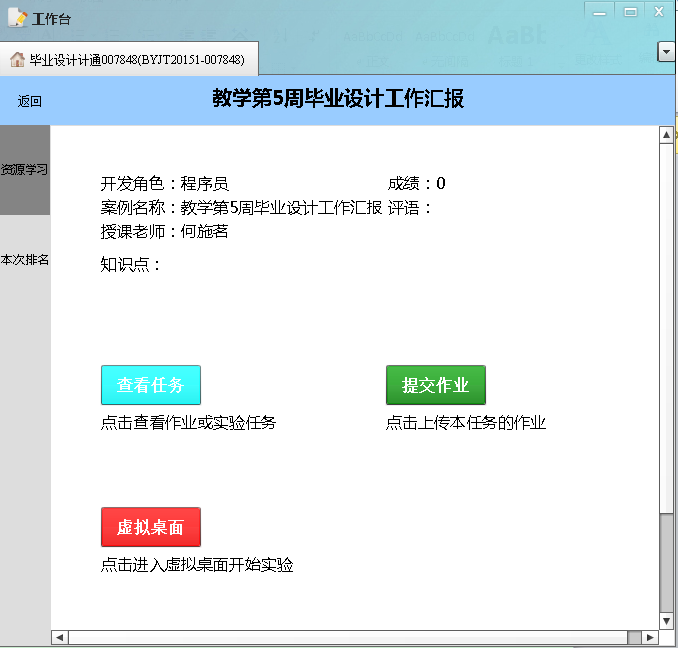 工作台
毕业设计计通007848(BYJT20151-007848)
返回
教学第5周毕业设计工作汇报
资源学习
本次排名
开发角色：程序员
成绩：0
案例名称：教学第5周毕业设计工作汇报
评语：
授课老师：何施茗
知识点：
查看任务
提交作业
点击查看作业或实验任务
点击上传本任务的作业
虚拟桌面
点击进入虚拟桌面开始实验